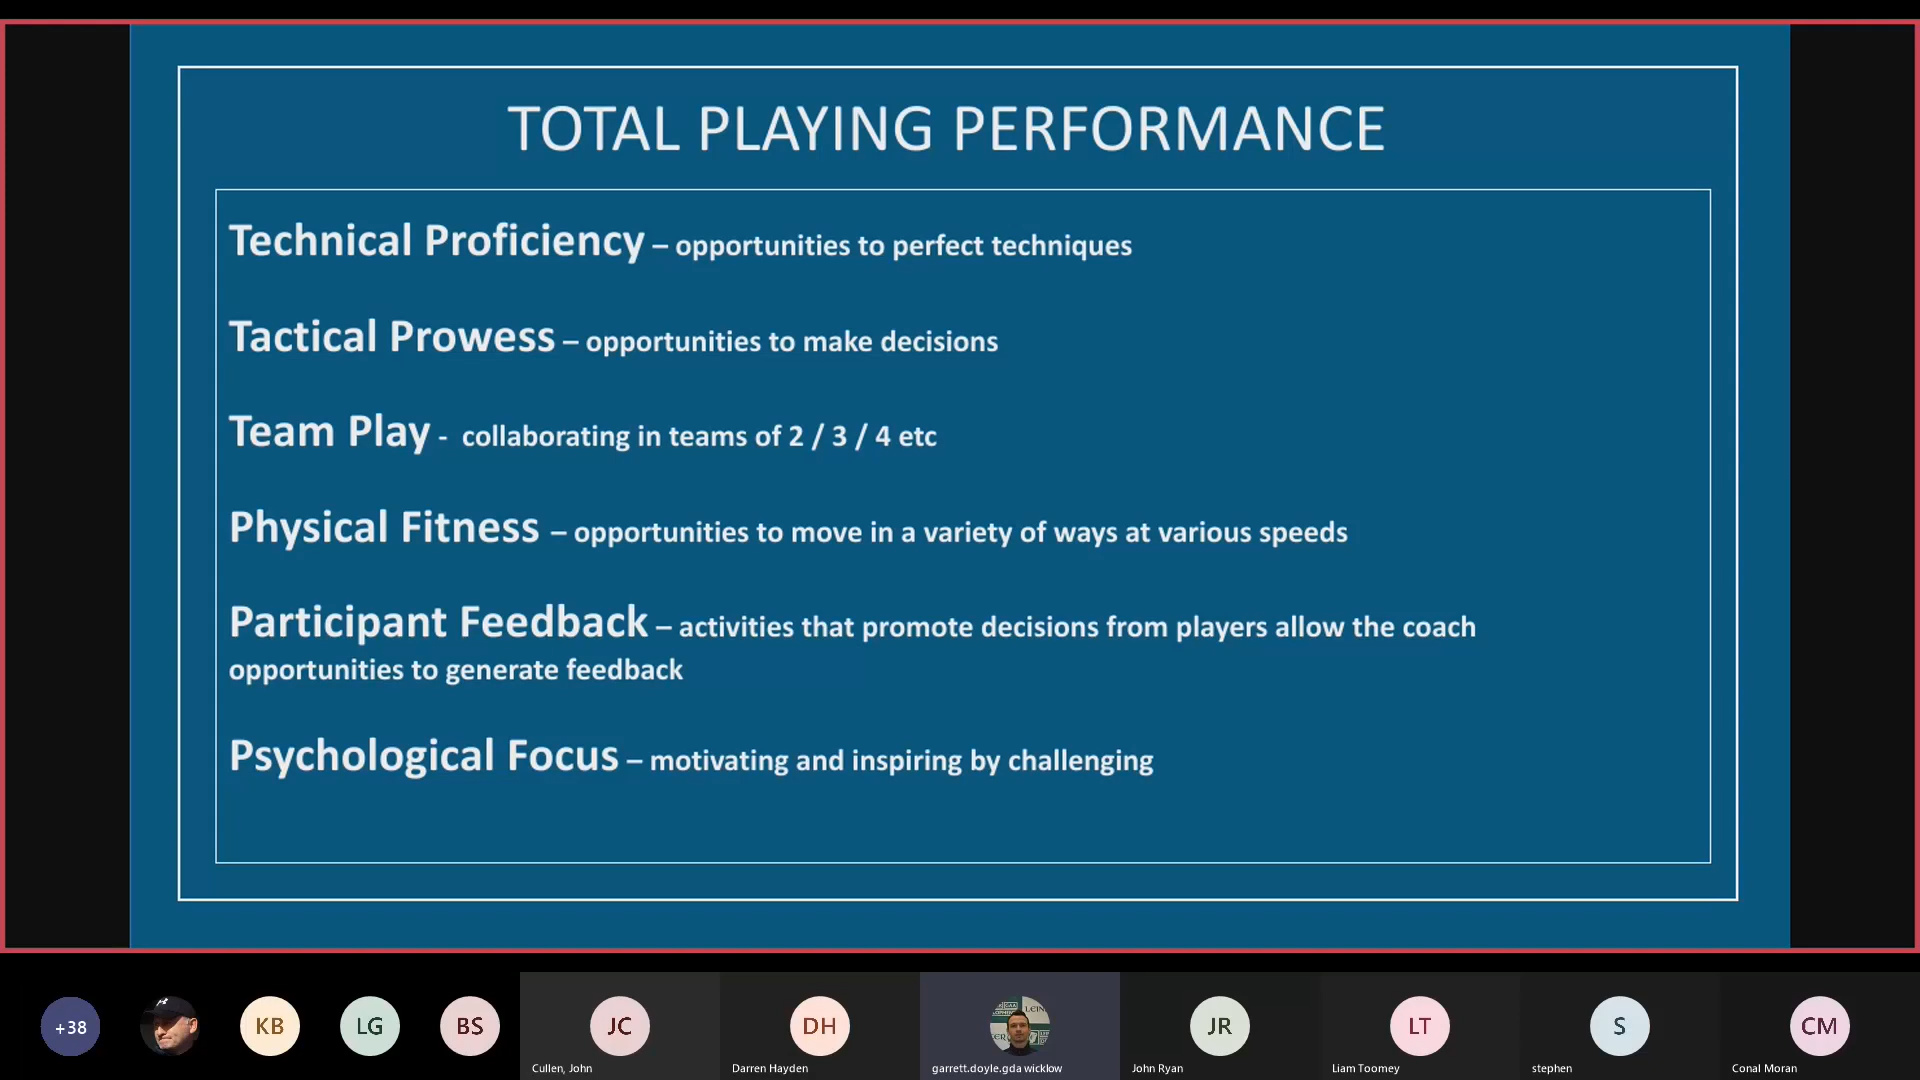 TOTAL PLAYING PERFORMANCE
Technical Proficiency – opportunities to perfect techniques
Tactical Prowess – opportunities to make decisions
Team Play - collaborating in teams of 2 / 3 / 4 etc
Physical Fitness – opportunities to move in a variety of ways at various speeds
Participant Feedback – activities that promote decisions from players allow the coach
opportunities to generate feedback
Psychological Focus – motivating and inspiring by challenging
+38
KB
LG
BS
JC
DH
JR
LT
S
CM
Cullen, John
Darren Hayden
garrett.doyle.gda wicklow
John Ryan
Liam Toomey
stephen
Conal Moran